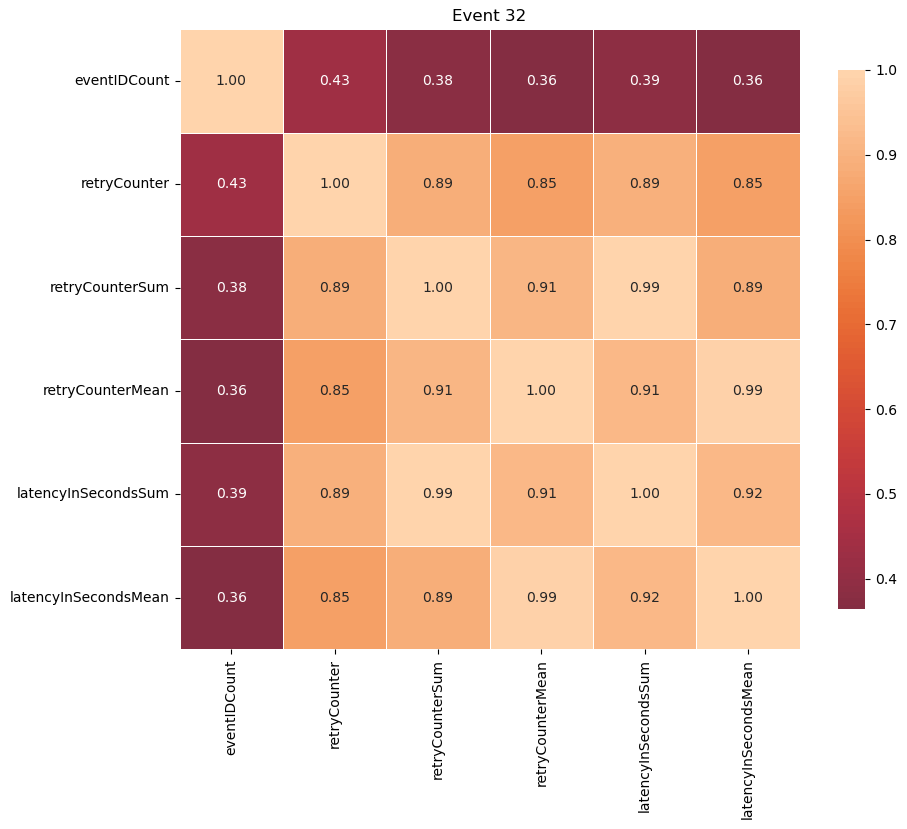 Event 32
eventIDCount 1.00 0.43 0.38 0.36 0.39 0.36
retryCounter 0.43 1.00 0.89 0.85 0.89 0.85
retryCounterSum 0.38 0.89 1.00 0.91 0.99 0.89
retryCounterMean 0.36 0.85 0.91 1.00 0.91 0.99
latencyInSecondsSum 0.39 0.89 0.99 0.91 1.00 0.92
latencyInSecondsMean 0.36 0.85 0.89 0.99 0.92 1.00
eventIDCount
retryCounter
retryCounterSum
retryCounterMean
latencyInSecondsSum
latencyInSecondsMean
1.0
0.9
0.8
0.7
0.6
0.5
0.4